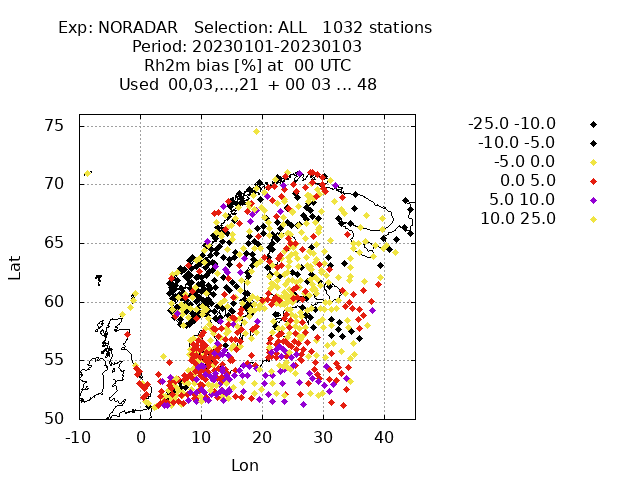 Exp: NORADAR   Selection: ALL   1032 stations
Period: 20230101-20230103
Rh2m bias [%] at  00 UTC
Used  00,03,...,21  + 00 03 ... 48
-25.0 -10.0
-10.0 -5.0
-5.0 0.0
0.0 5.0
5.0 10.0
10.0 25.0
75
70
65
60
55
50
Lat
-10 0 10 20 30 40
Lon